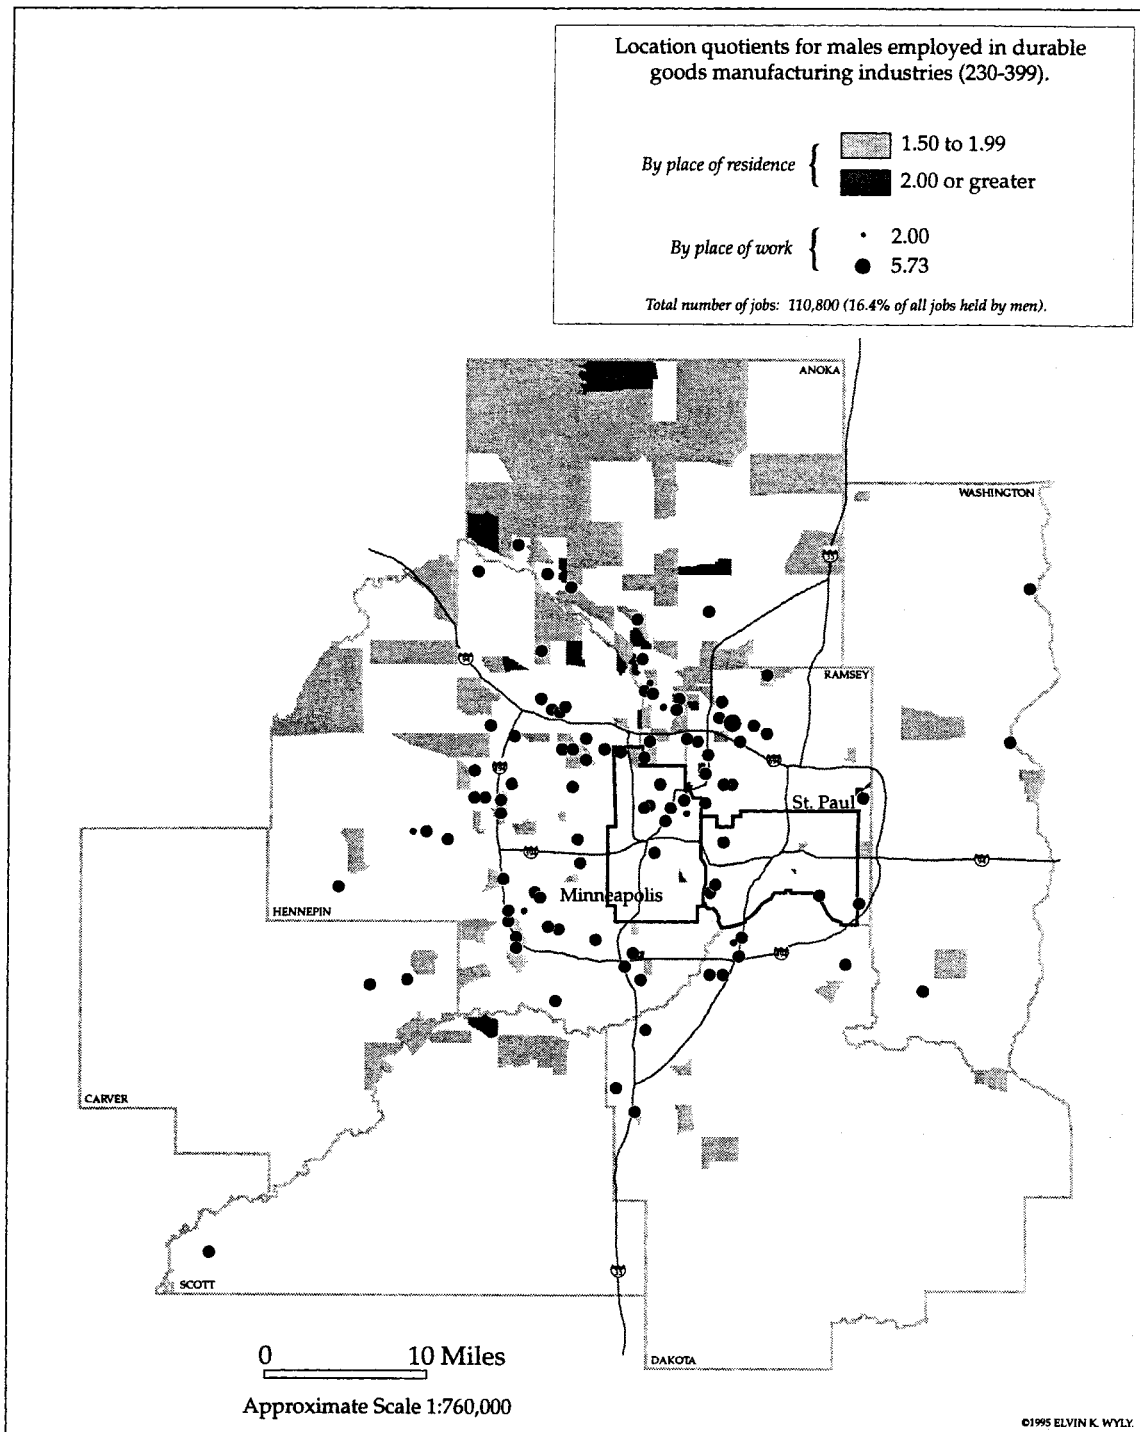 Location quotients for males employed in durable
goods manufacturing industries (230-399).
By place of residence {
1.50 to 1.99
2.00 or greater
By place of work {
2.00
5.73
Total number of jobs: 110,800 (16.4% of all jobs held by men).
ANOKA
WASHINGTON
RAMSEY
St. Paul
Minneapolis
HENNEPIN
CARVER
SCOTT
DAKOTA
0 10 Miles
Approximate Scale 1:760,000
©1995 ELVIN K. WYLY.